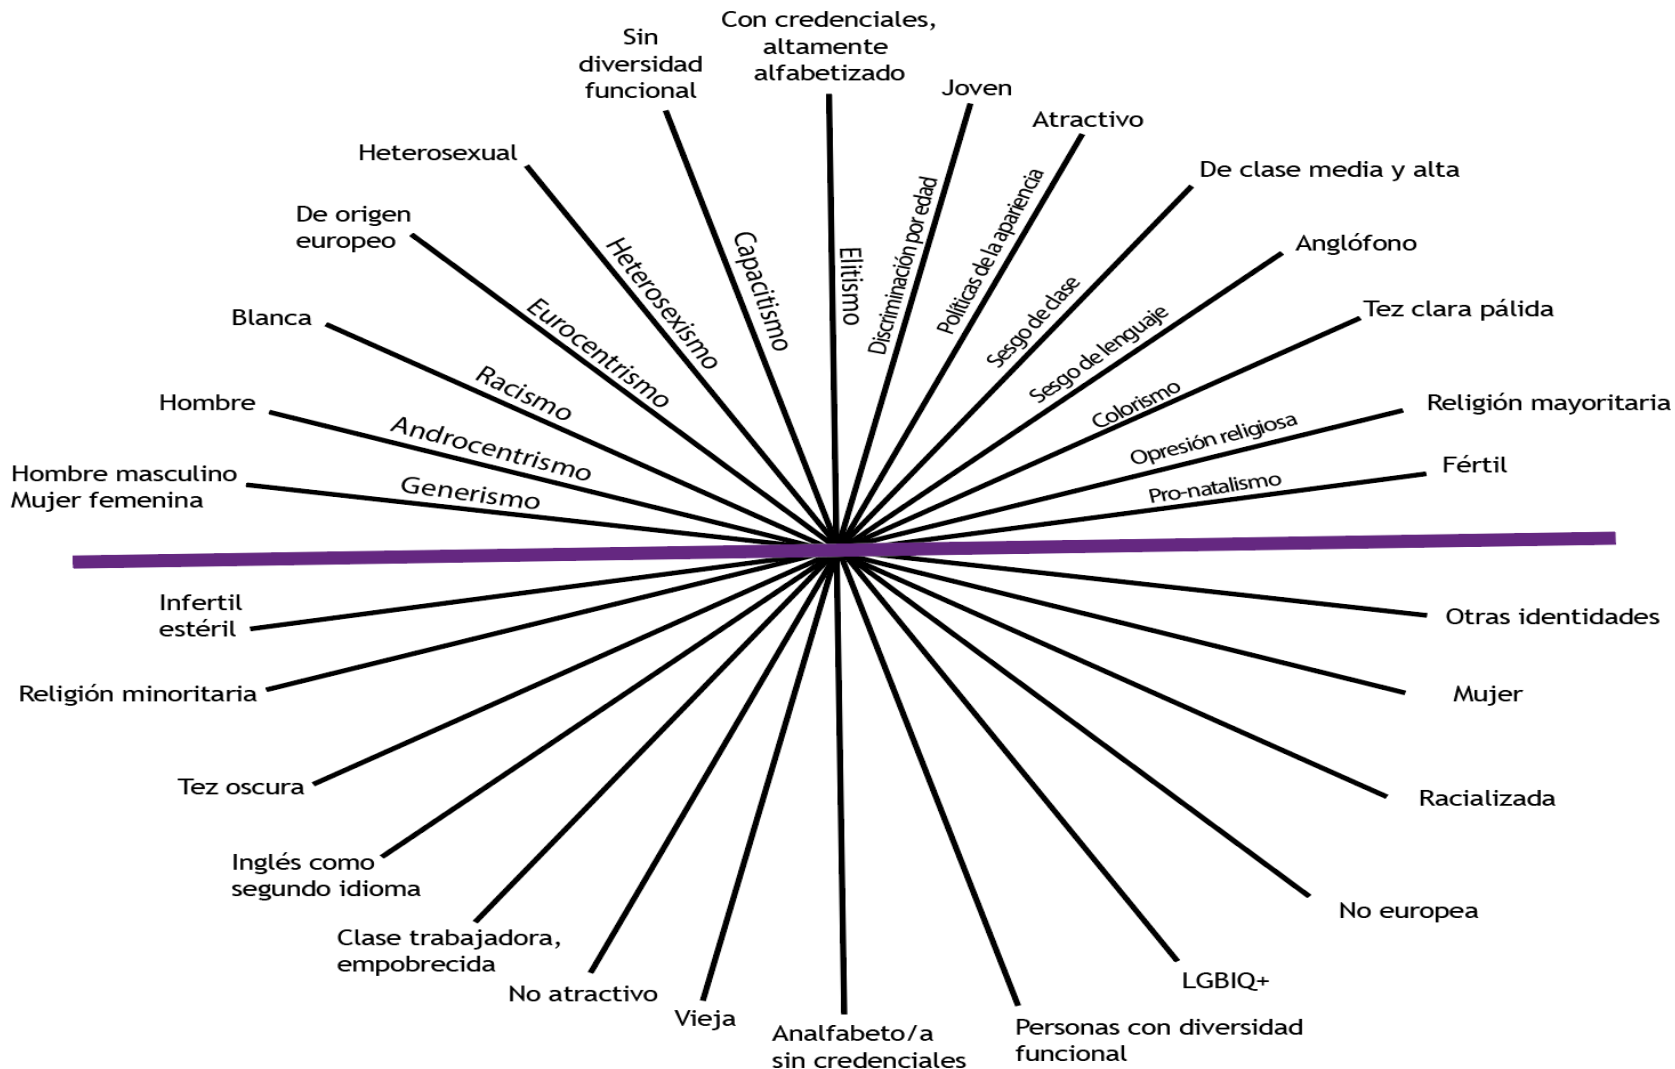 Con credenciales,
altamente
alfabetizado
Sin
diversidad
funcional
Joven
Atractivo
Heterosexual
De clase media y alta
De origen
europeo
Anglófono
Blanca
Tez clara pálida
Hombre
Religión mayoritaria
Hombre masculino
Mujer femenina
Fértil
Generismo
Androcentrismo
Racismo
Eurocentrismo
Heterosexismo
Capacitismo
Elitismo
Discriminación por edad
Políticas de la apariencia
Sesgo de clase
Sesgo de lenguaje
Colorismo
Opresión religiosa
Pro-natalismo
Infertil
estéril
Otras identidades
Religión minoritaria
Mujer
Tez oscura
Racializada
Inglés como
segundo idioma
No europea
Clase trabajadora,
empobrecida
LGBIQ+
No atractivo
Vieja
Analfabeto/a
sin credenciales
Personas con diversidad
funcional